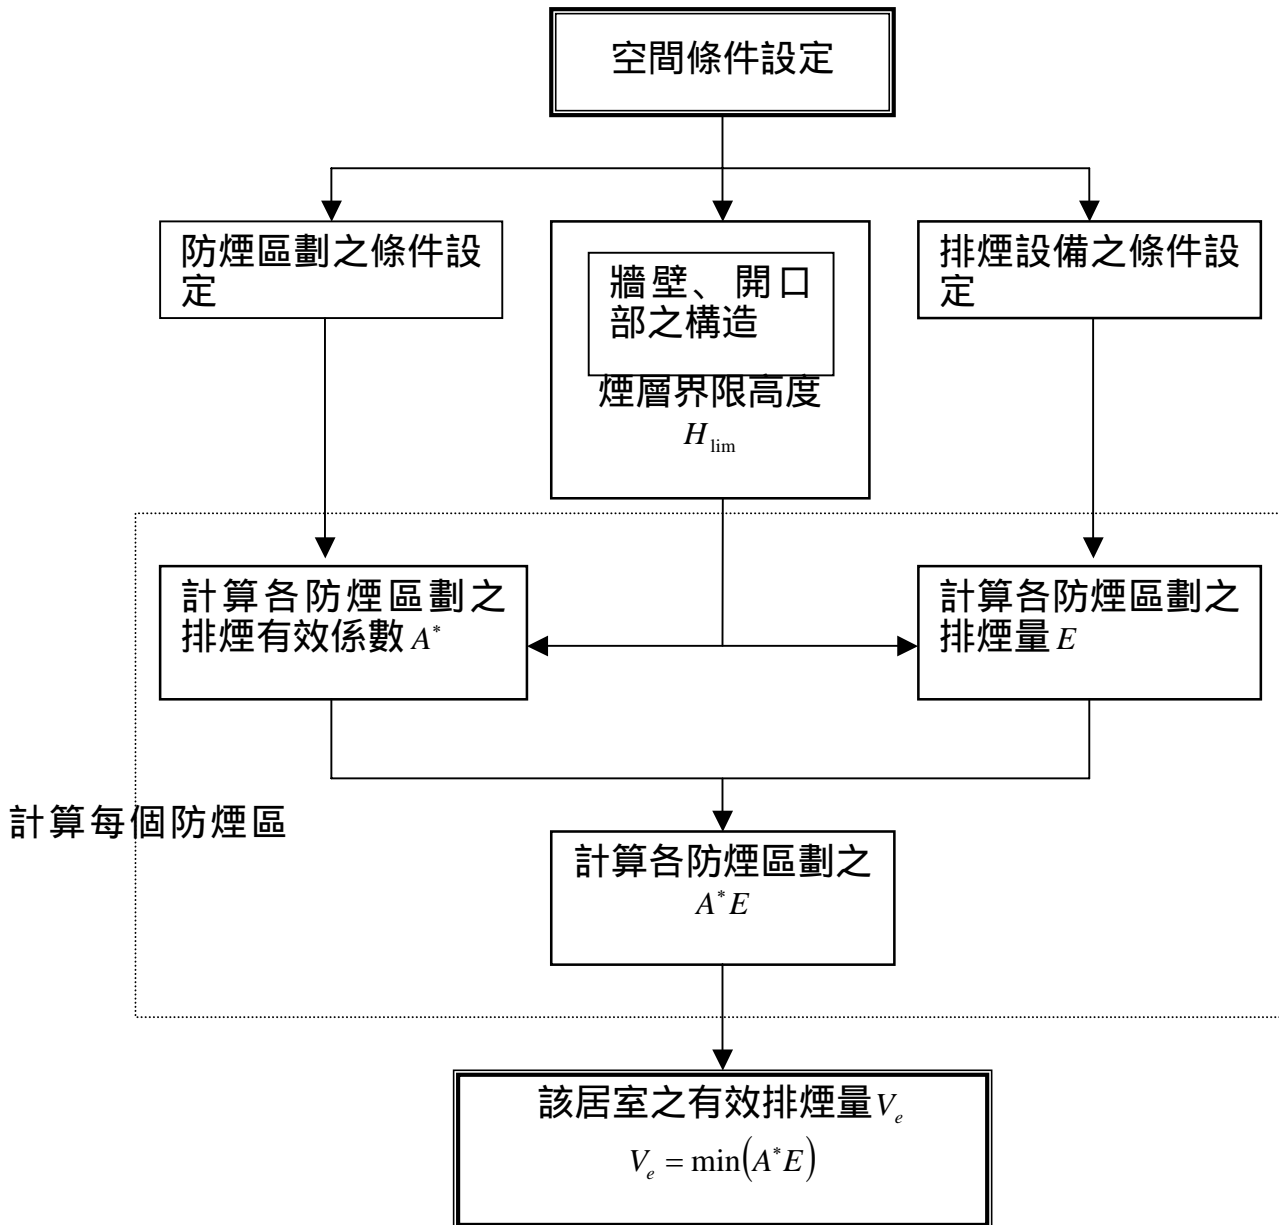 空間條件設定
防煙區劃之條件設
定
牆壁、開口
部之構造
煙層界限高度
H_lim
排煙設備之條件設
定
計算各防煙區劃之
排煙有效係數 A*
計算各防煙區劃之
排煙量 E
計算每個防煙區
計算各防煙區劃之
A*E
該居室之有效排煙量 V_e
V_e = min(A*E)